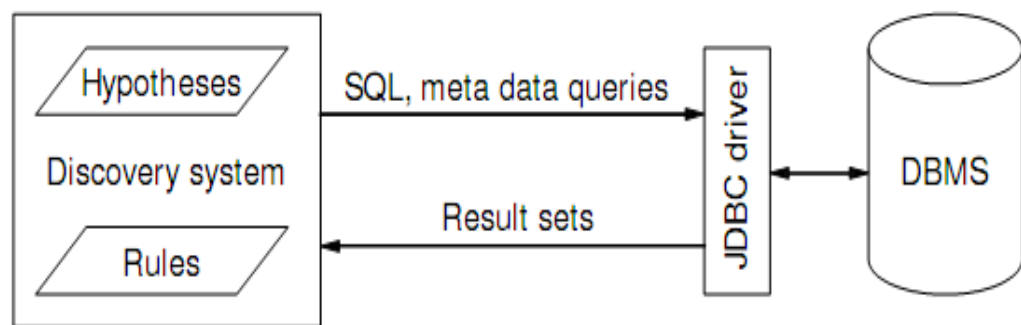 Hypotheses
SQL, meta data queries
Discovery system
JDBC driver
DBMS
Result sets
Rules